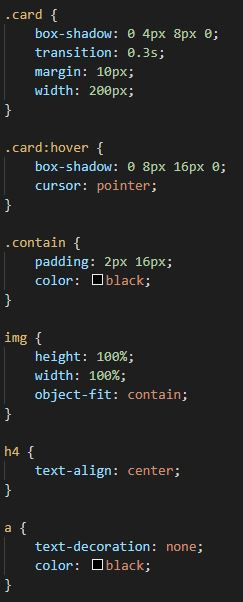 .card {
    box-shadow: 0 4px 8px 0;
    transition: 0.3s;
    margin: 10px;
    width: 200px;
}

.card:hover {
    box-shadow: 0 8px 16px 0;
    cursor: pointer;
}

.contain {
    padding: 2px 16px;
    color: black;
}

img {
    height: 100%;
    width: 100%;
    object-fit: contain;
}

h4 {
    text-align: center;
}

a {
    text-decoration: none;
    color: black;
}